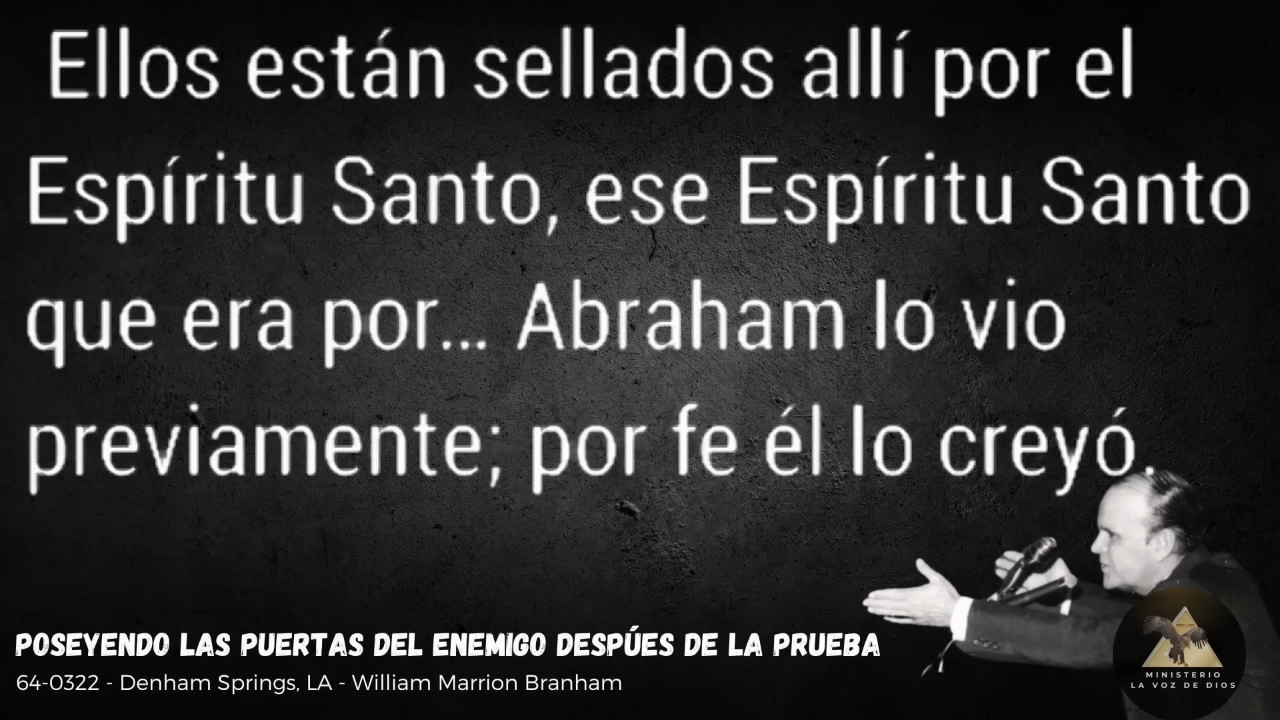 Ellos están sellados allí por el
Espíritu Santo, ese Espíritu Santo
que era por... Abraham lo vio
previamente; por fe él lo creyó.
POSEYENDO LAS PUERTAS DEL ENEMIGO DESPÚES DE LA PRUEBA
64-0322 - Denham Springs, LA - William Marrion Branham
MINISTERIO
LA VOZ DE DIOS